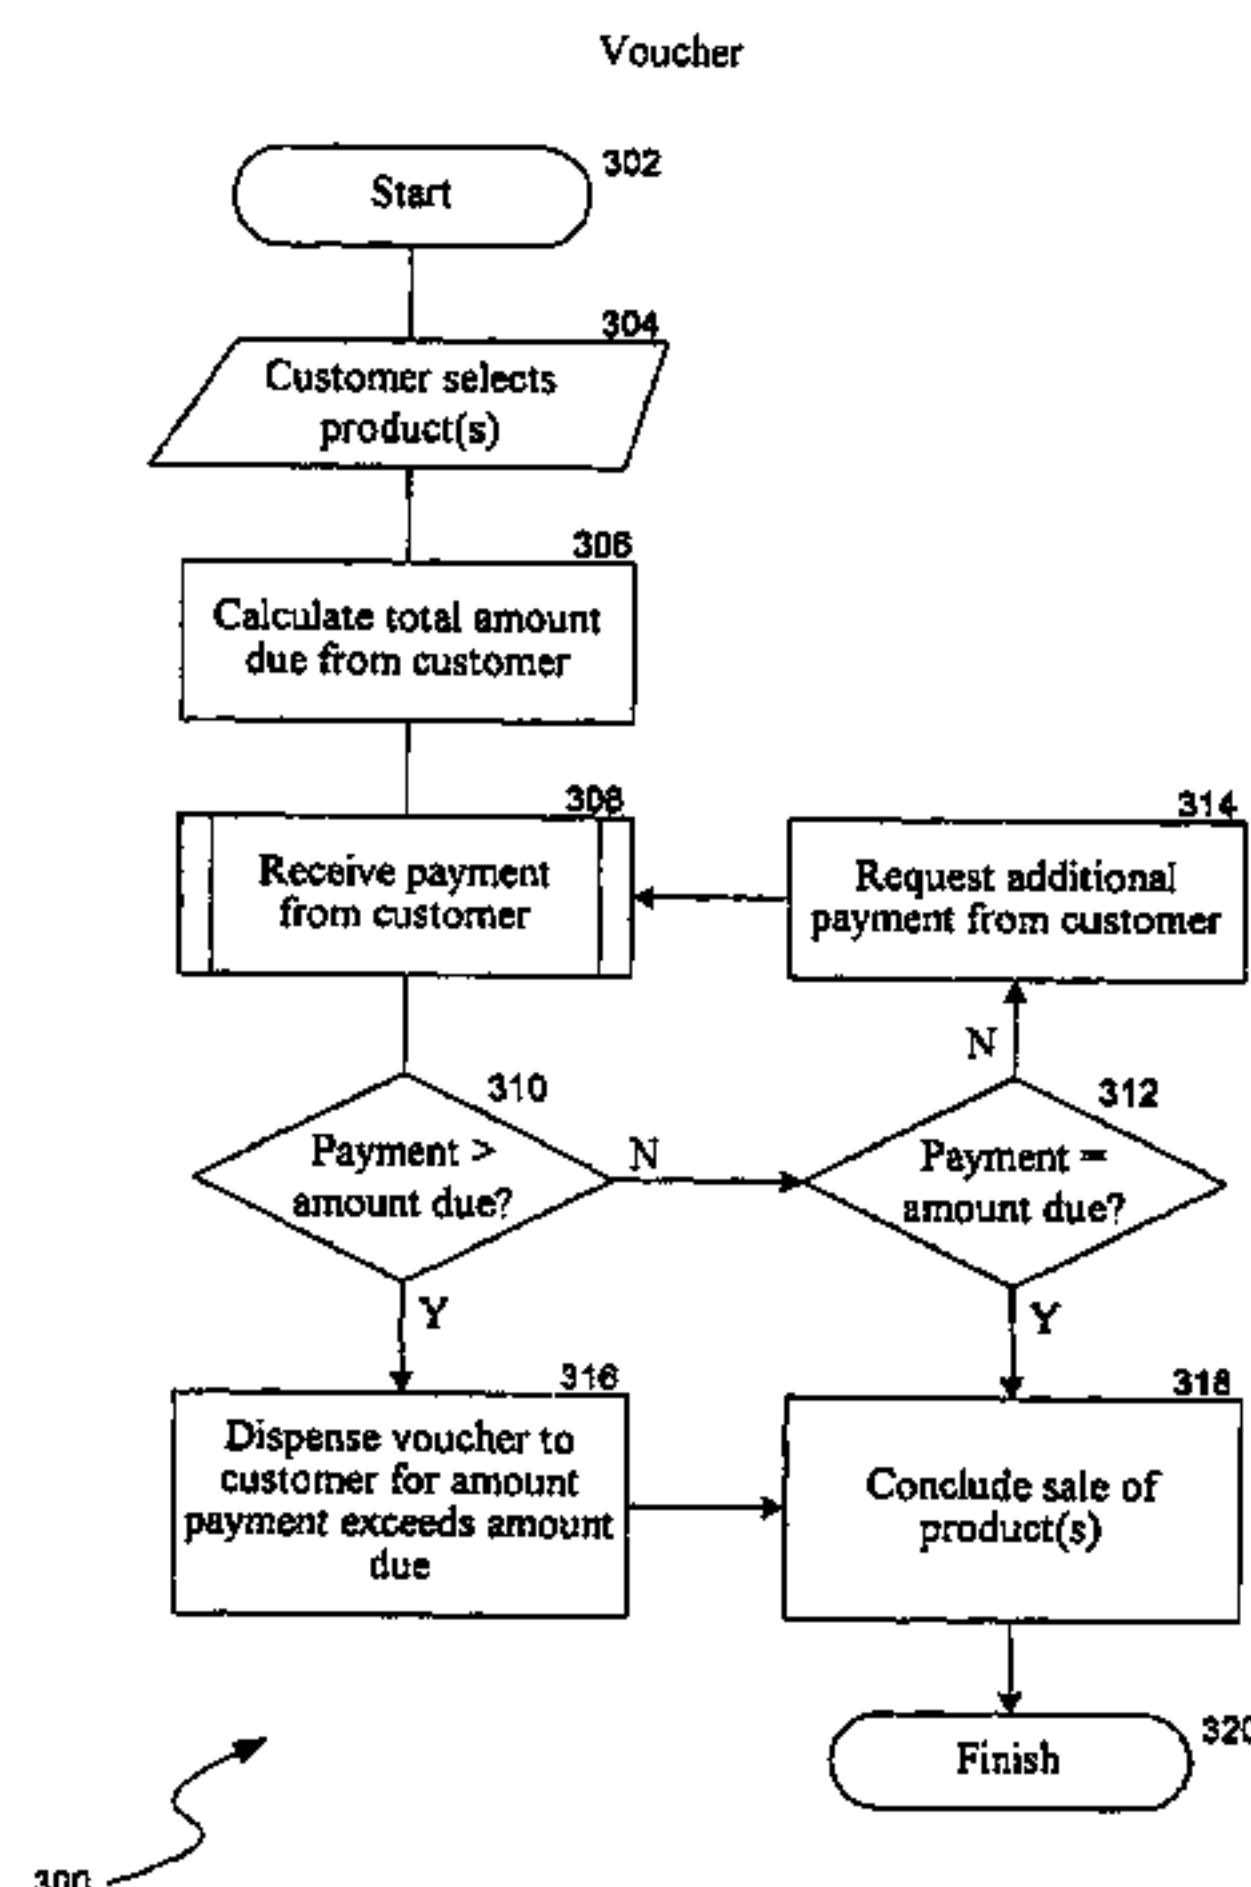 Voucher
302
Start
304
Customer selects
product(s)
306
Calculate total amount
due from customer
308
Receive payment
from customer
314
Request additional
payment from customer
N
310
Payment >
amount due?
N
312
Payment =
amount due?
Y
Y
316
Dispense voucher to
customer for amount
payment exceeds amount
due
318
Conclude sale of
product(s)
320
Finish
300